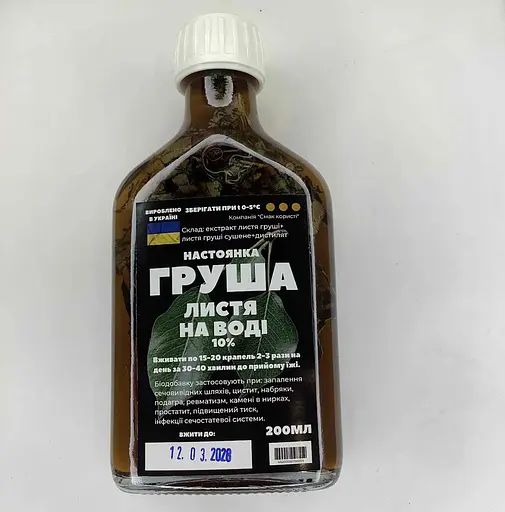 ВИРОБЛЕНО
В УКРАЇНІ
ЗБЕРІГАТИ ПРИ t 0-5°C
Компанія "Смак користі"
Склад: екстракт листя груші+
листя груші сушене+дистилят
НАСТОЯНКА
ГРУША
ЛИСТЯ
НА ВОДІ
10%
Вживати по 15-20 крапель 2-3 рази на
день за 30-40 хвилин до прийому їжі.
Біодобавку застосовують при: запалення
сечовивідних шляхів, цистит, набряки,
подагра, ревматизм, камені в нирках,
простатит, підвищений тиск,
інфекції сечостатевої системи.
200МЛ
ВЖИТИ ДО:
12.03.2026